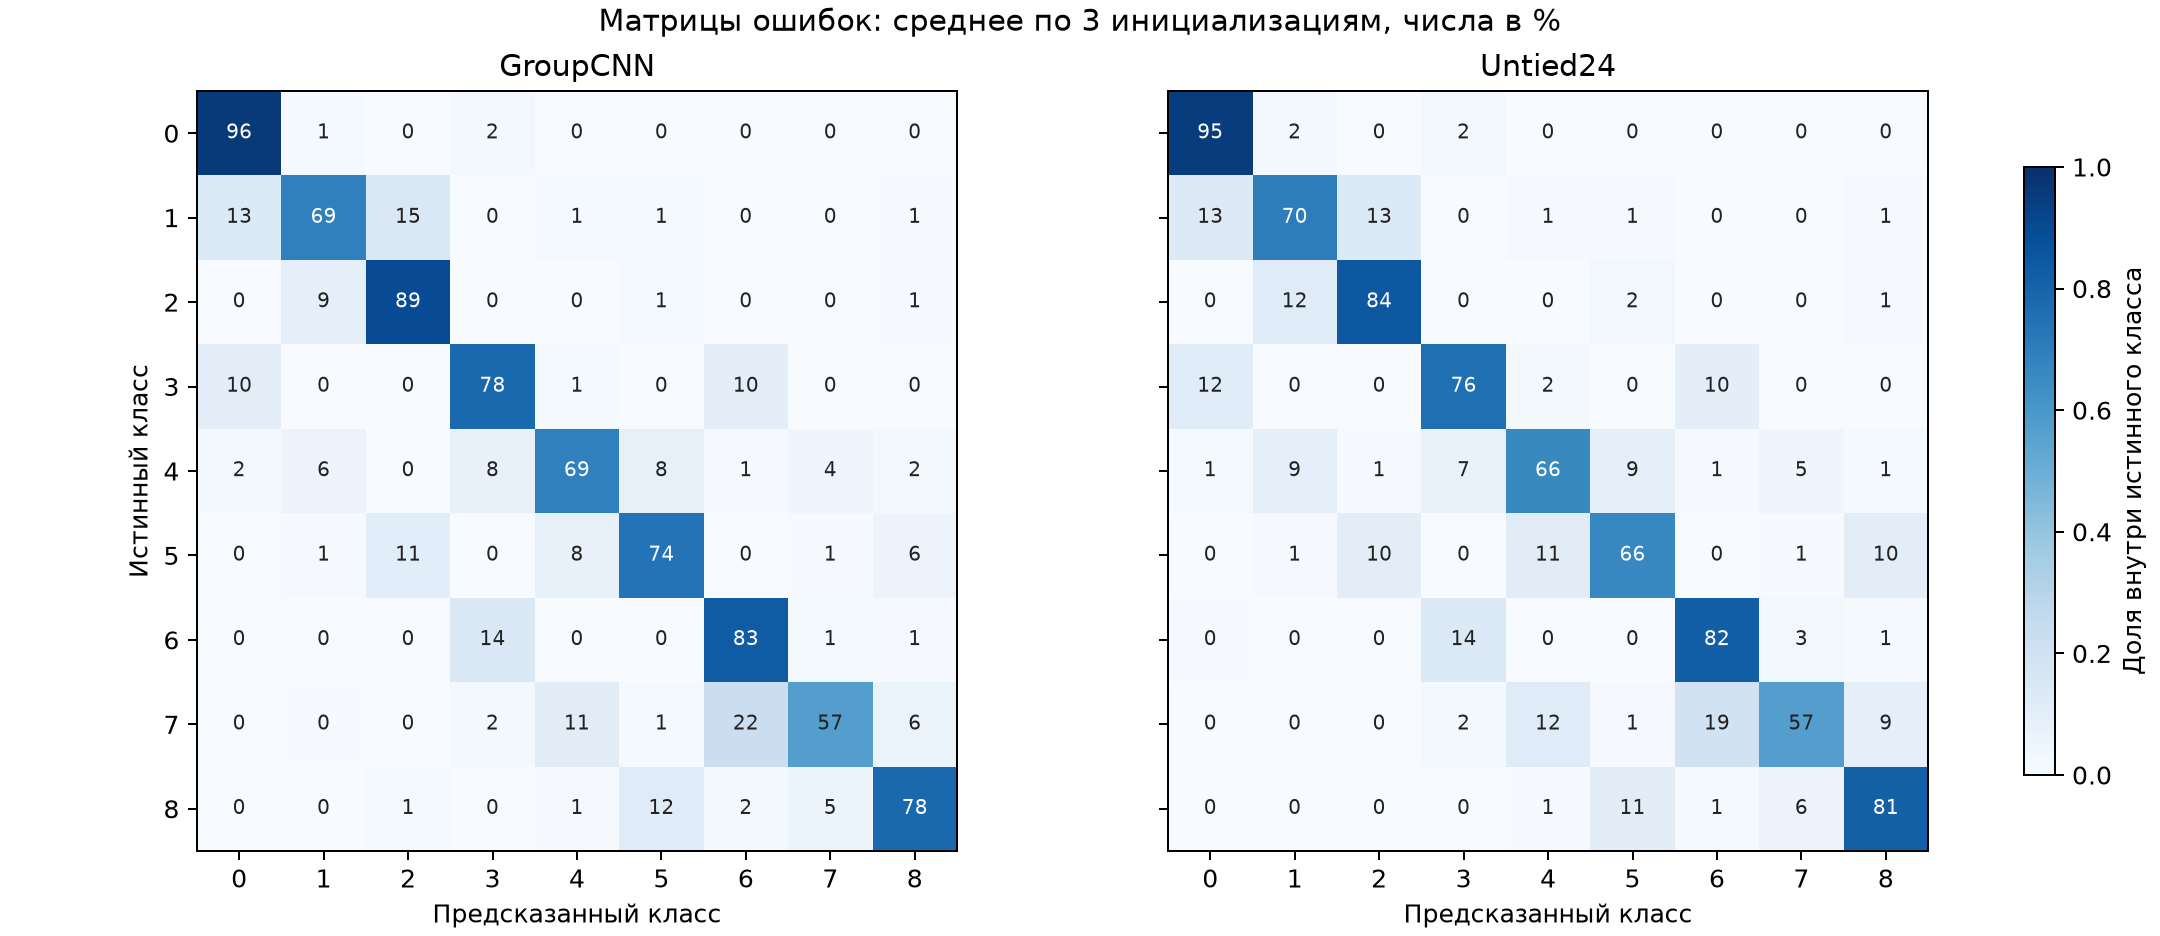 Матрицы ошибок: среднее по 3 инициализациям, числа в %
GroupCNN
0 96 1 0 2 0 0 0 0 0
1 13 69 15 0 1 1 0 0 1
2 0 9 89 0 0 1 0 0 1
3 10 0 0 78 1 0 10 0 0
4 2 6 0 8 69 8 1 4 2
5 0 1 11 0 8 74 0 1 6
6 0 0 0 14 0 0 83 1 1
7 0 0 0 2 11 1 22 57 6
8 0 0 1 0 1 12 2 5 78
0 1 2 3 4 5 6 7 8
Предсказанный класс
Истинный класс
Untied24
95 2 0 2 0 0 0 0 0
13 70 13 0 1 1 0 0 1
0 12 84 0 0 2 0 0 1
12 0 0 76 2 0 10 0 0
1 9 1 7 66 9 1 5 1
0 1 10 0 11 66 0 1 10
0 0 0 14 0 0 82 3 1
0 0 0 2 12 1 19 57 9
0 0 0 0 1 11 1 6 81
0 1 2 3 4 5 6 7 8
Предсказанный класс
1.0
0.8
0.6
0.4
0.2
0.0
Доля внутри истинного класса